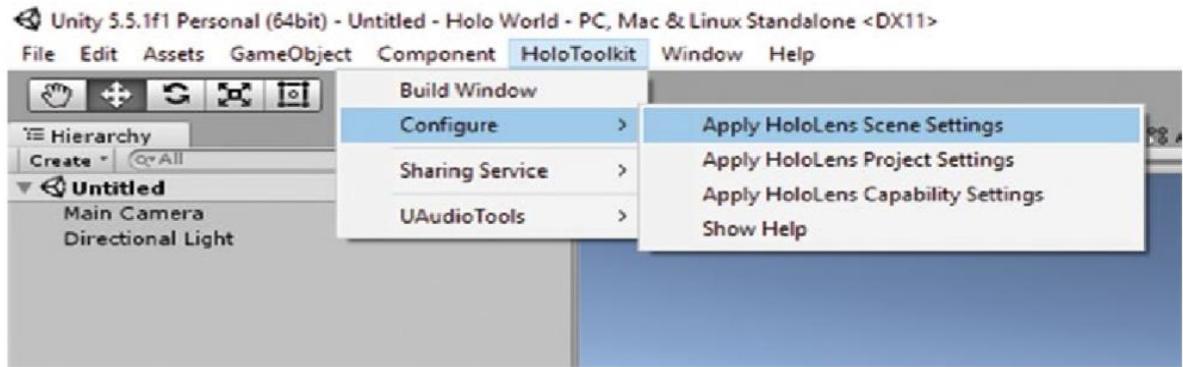 Unity 5.5.1f1 Personal (64bit) - Untitled - Holo World - PC, Mac & Linux Standalone <DX11>
File Edit Assets GameObject Component HoloToolkit Window Help
Build Window
Configure >
Apply HoloLens Scene Settings
Hierarchy
Create All
Sharing Service >
Apply HoloLens Project Settings
Untitled
Apply HoloLens Capability Settings
Main Camera
UAudioTools >
Show Help
Directional Light